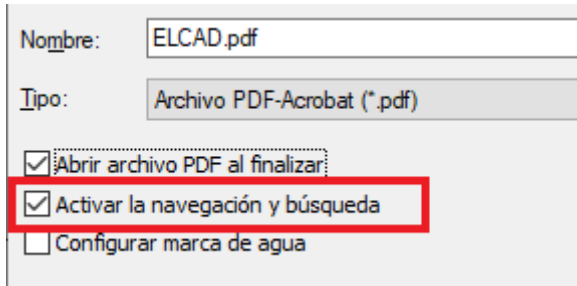 Nombre: ELCAD.pdf
Tipo: Archivo PDF-Acrobat (*.pdf)
Abrir archivo PDF al finalizar
Activar la navegación y búsqueda
Configurar marca de agua